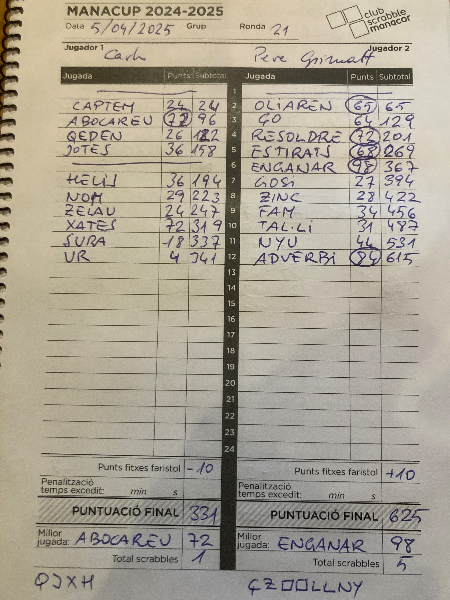 MANACUP 2024-2025
club scrabble manacor
Data 5/04/2025 Grup Ronda 21
Jugador 1 Jugador 2
Pere
Jugada Punts Subtotal Jugada Punts Subtotal
1
CAPTEM 24 24 2 OLIAREN 65 65
ABOCAREU 72 96 3 GO 64 129
QEDEN 26 122 4 RESOLDRE 72 201
JOTES 36 158 5 ESTIRATS 68 269
6 ENGANAR 98 367
HELIS 36 194 7 GOSI 27 394
NOM 29 223 8 ZINC 28 422
ZELAU 24 247 9 FAM 34 456
XATES 72 319 10 TAL·LI 31 487
SURA 18 337 11 NYU 44 531
UR 4 341 12 ADVERBI 84 615
13
14
15
16
17
18
19
20
21
22
23
24
Punts fitxes faristol -10 Punts fitxes faristol +10
Penalització temps excedit: min s Penalització temps excedit: min s
PUNTUACIÓ FINAL 331 PUNTUACIÓ FINAL 625
Millor jugada: ABOCAREU 72 Millor jugada: ENGANAR 98
Total scrabbles 1 Total scrabbles 5
QJXH ÇZ□□LLNY